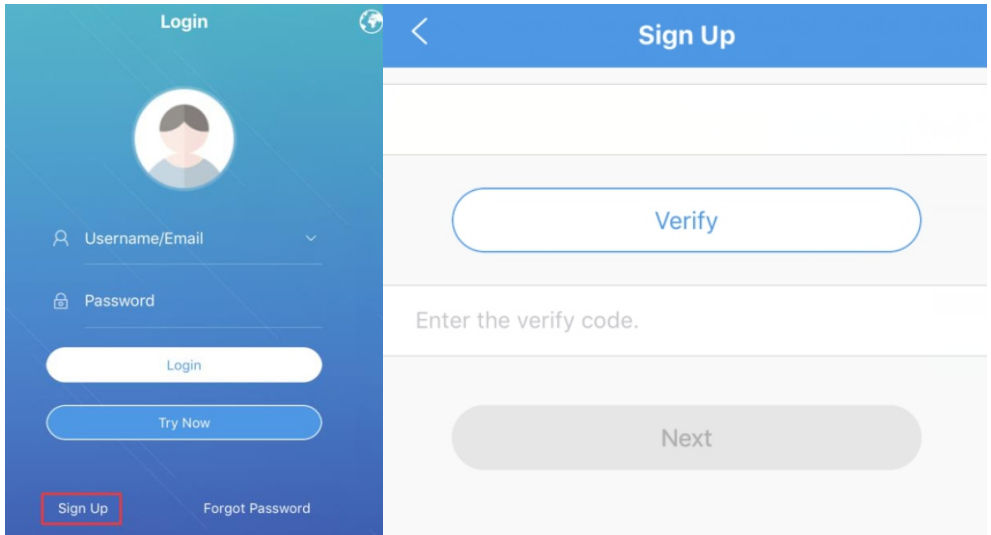 Login
Username/Email
Password
Login
Try Now
Sign Up
Forgot Password
Sign Up
Verify
Enter the verify code.
Next